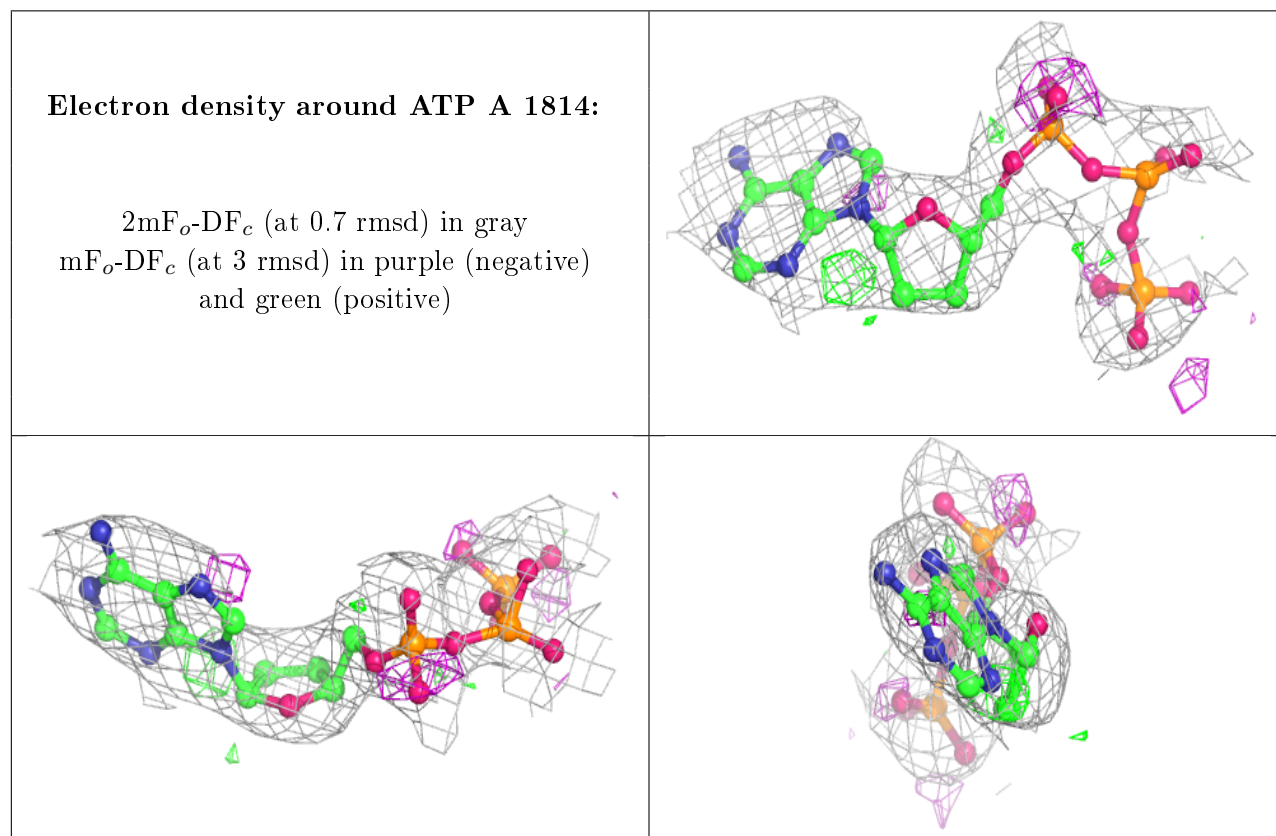 Electron density around ATP A 1814:
2mFo-DFc (at 0.7 rmsd) in gray
mFo-DFc (at 3 rmsd) in purple (negative)
and green (positive)